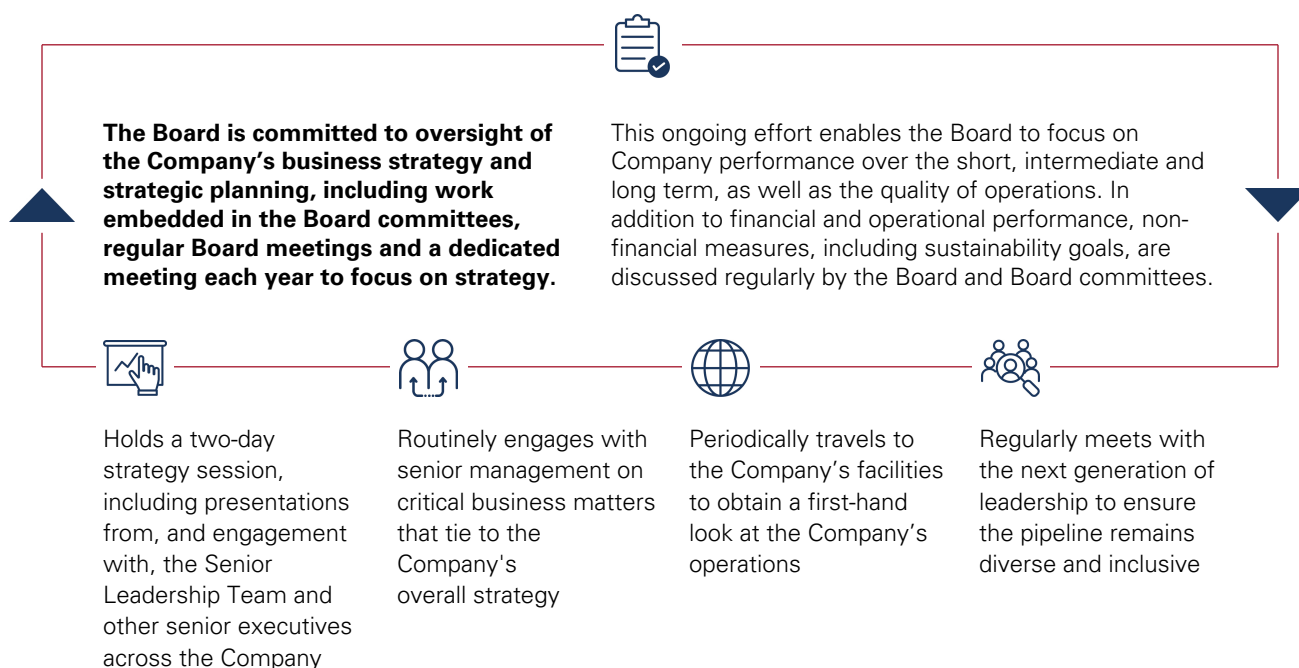 The Board is committed to oversight of
the Company’s business strategy and
strategic planning, including work
embedded in the Board committees,
regular Board meetings and a dedicated
meeting each year to focus on strategy.
This ongoing effort enables the Board to focus on
Company performance over the short, intermediate and
long term, as well as the quality of operations. In
addition to financial and operational performance, non-
financial measures, including sustainability goals, are
discussed regularly by the Board and Board committees.
Holds a two-day
strategy session,
including presentations
from, and engagement
with, the Senior
Leadership Team and
other senior executives
across the Company
Routinely engages with
senior management on
critical business matters
that tie to the
Company's
overall strategy
Periodically travels to
the Company’s facilities
to obtain a first-hand
look at the Company’s
operations
Regularly meets with
the next generation of
leadership to ensure
the pipeline remains
diverse and inclusive